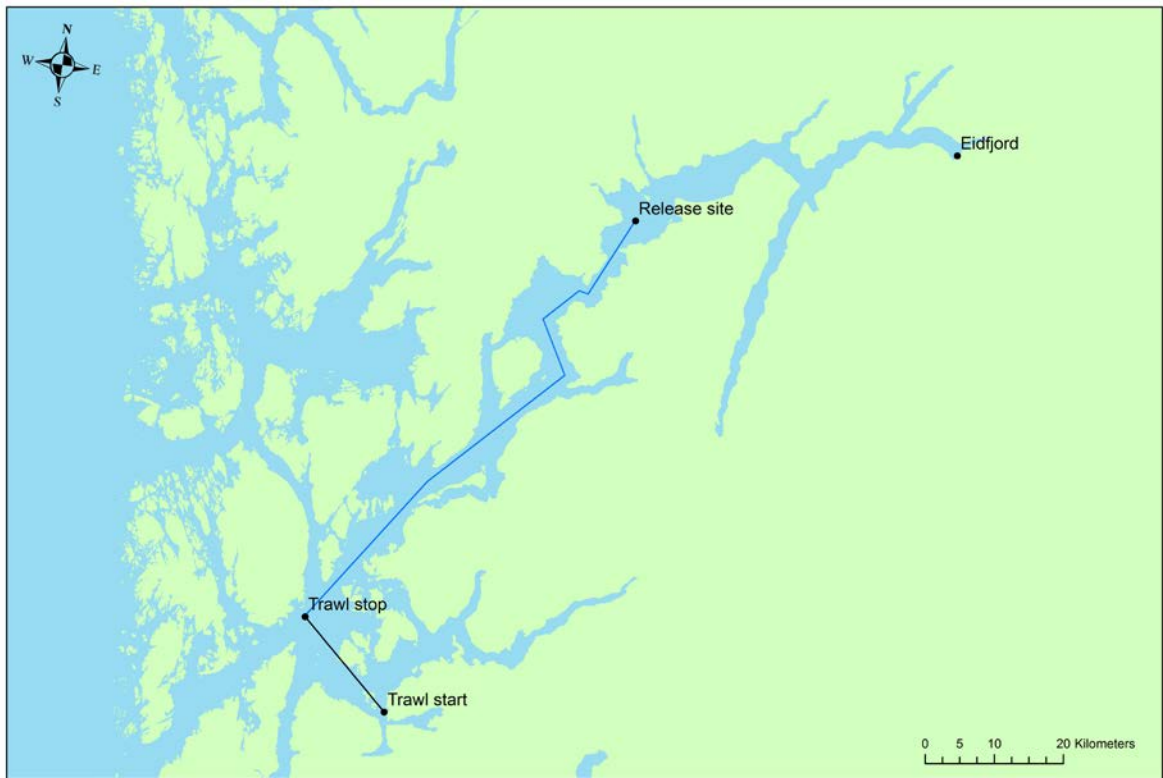 N
W E
S
Eidfjord
Release site
Trawl stop
Trawl start
0 5 10 20 Kilometers